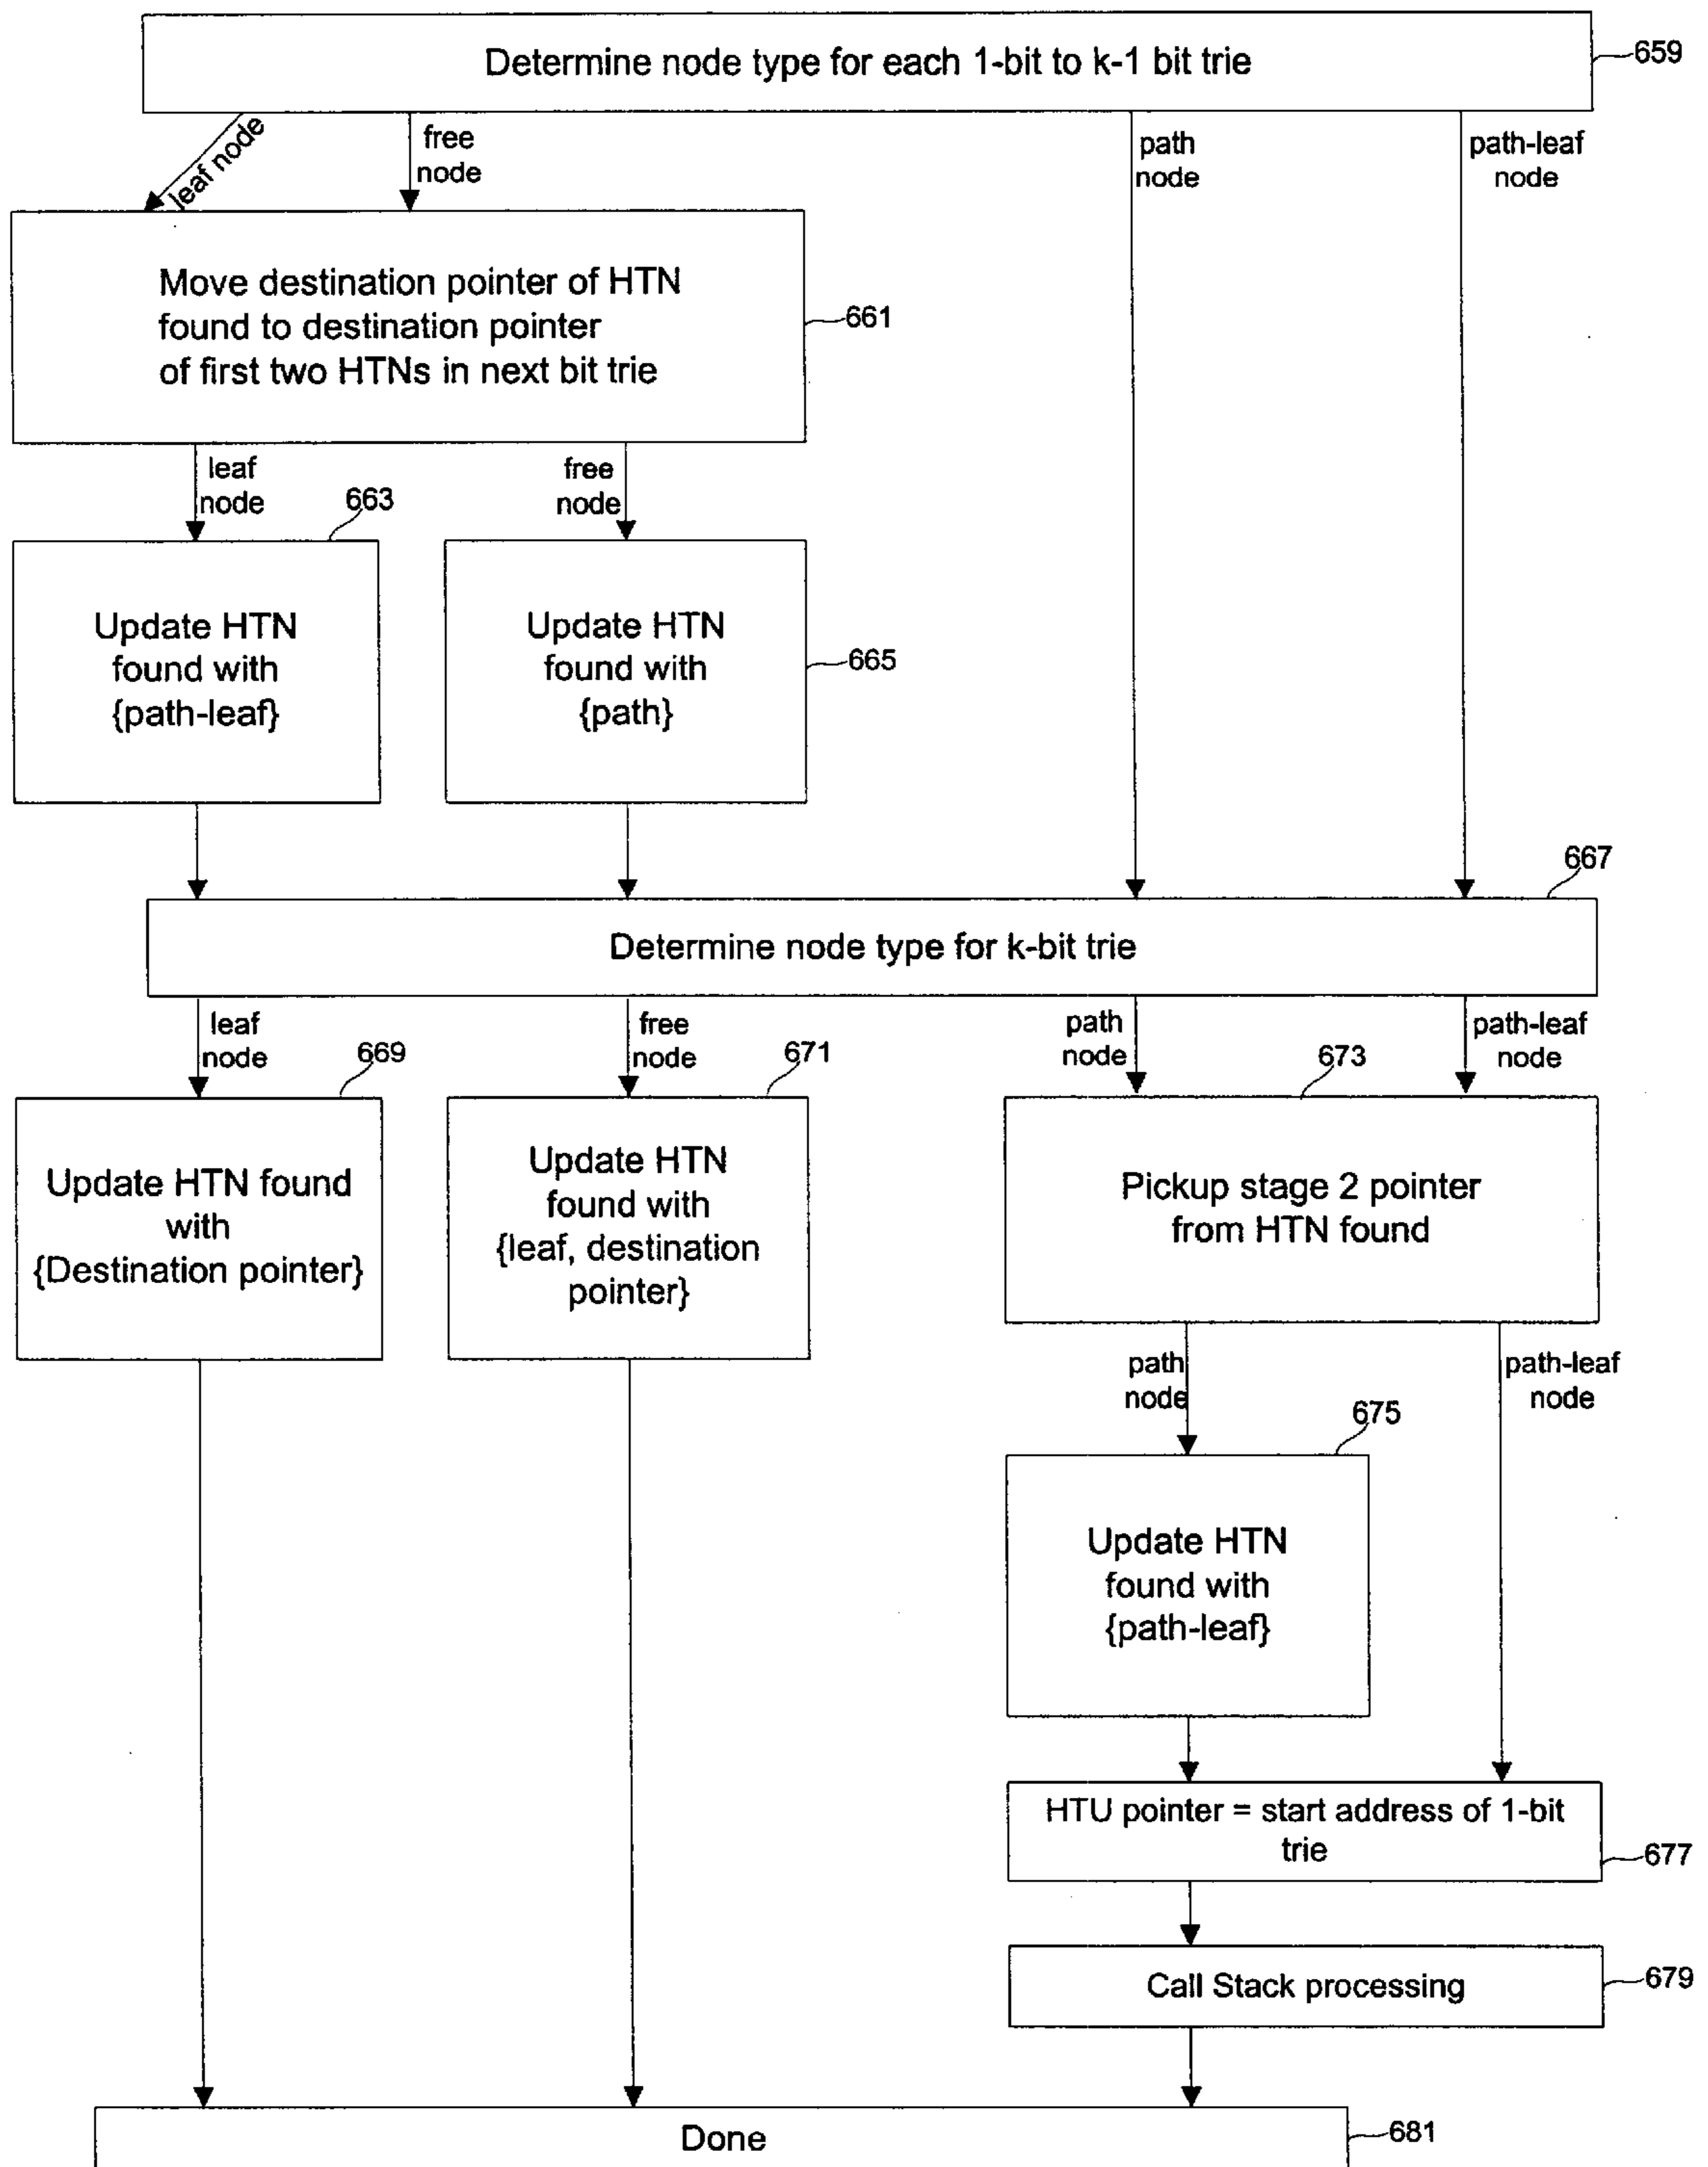 Determine node type for each 1-bit to k-1 bit trie
659
leaf node
free
node
path
node
path-leaf
node
Move destination pointer of HTN
found to destination pointer
of first two HTNs in next bit trie
661
leaf
node
663
free
node
Update HTN
found with
{path-leaf}
Update HTN
found with
{path}
665
667
Determine node type for k-bit trie
leaf
node
669
free
node
671
path
node
673
path-leaf
node
Update HTN found
with
{Destination pointer}
Update HTN
found with
{leaf, destination
pointer}
Pickup stage 2 pointer
from HTN found
path
node
path-leaf
node
675
Update HTN
found with
{path-leaf}
HTU pointer = start address of 1-bit
trie
677
Call Stack processing
679
Done
681